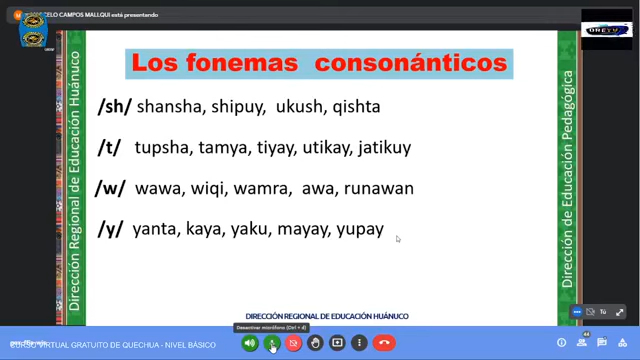 CELO CAMPOS MALLQUI está presentando
Los fonemas consonánticos
/sh/ shansha, shipuy, ukush, qishta
/t/ tupsha, tamya, tiyay, utikay, jatikuy
/w/ wawa, wiqi, wamra, awa, runawan
/y/ yanta, kaya, yaku, mayay, yupay
Dirección Regional de Educación Huánuco
Dirección de Educación Pedagógica
DIRECCIÓN REGIONAL DE EDUCACIÓN HUÁNUCO
Tú
Desactivar micrófono (Ctrl + d)
CURSO VIRTUAL GRATUITO DE QUECHUA - NIVEL BÁSICO
44